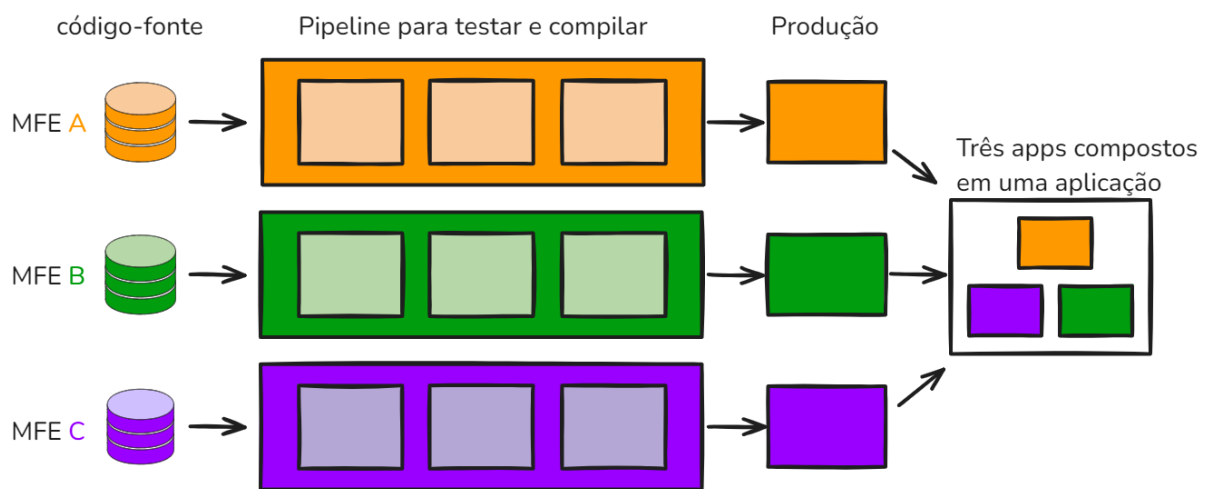 código-fonte
Pipeline para testar e compilar
Produção
MFE A
Três apps compostos
em uma aplicação
MFE B
MFE C